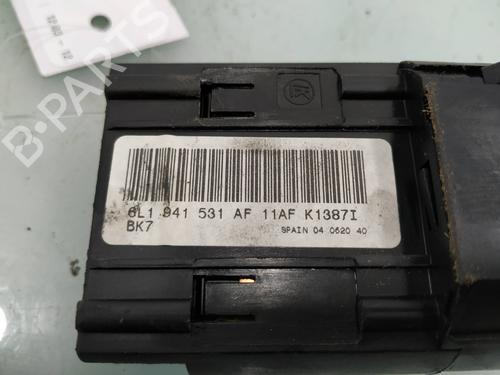 B-PARTS
6L1 941 531 AF 11AF K1387I
BK7
SPAIN 04 0620 40